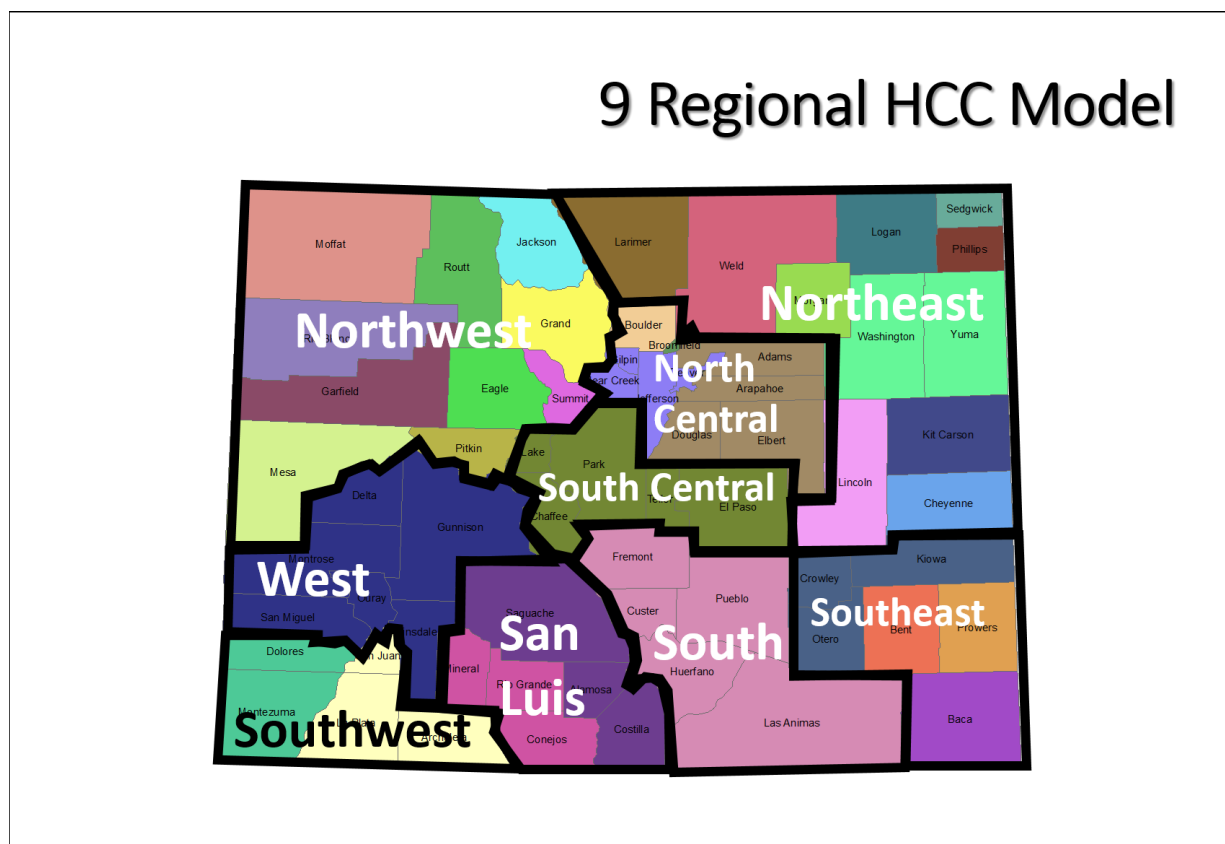 9 Regional HCC Model
Moffat
Routt
Jackson
Larimer
Weld
Logan
Sedgwick
Phillips
Morgan
Northeast
Washington
Yuma
Northwest
Grand
Boulder
Broomfield
Garfield
Eagle
Summit
Gilpin
ear Creek
Jefferson
North
Central
Adams
Arapahoe
Douglas
Elbert
Mesa
Pitkin
Lake
Park
South Central
Chaffee
Teller
El Paso
Lincoln
Kit Carson
Cheyenne
Delta
Gunnison
Montrose
West
Ouray
San Miguel
nsdale
Saguache
San
Luis
Mineral
Rio Grande
Alamosa
Conejos
Costilla
Fremont
Custer
Pueblo
South
Huerfano
Las Animas
Crowley
Kiowa
Southeast
Otero
Bent
Prowers
Baca
Dolores
n Juan
Montezuma
Southwest
La Plata
Archuleta